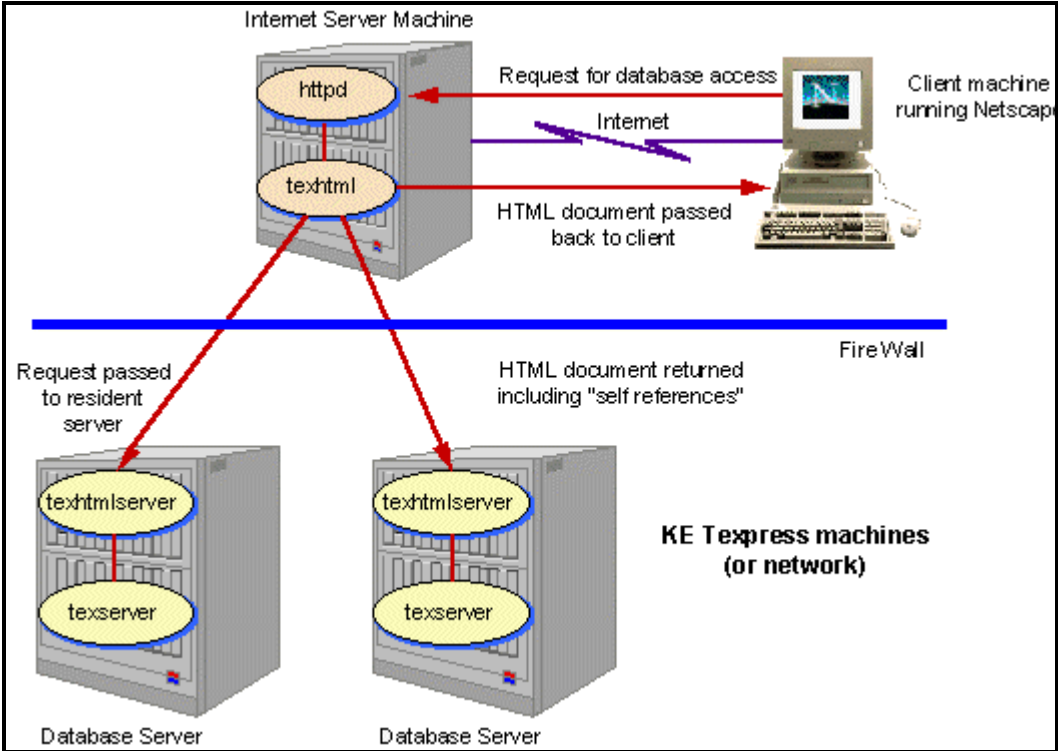 Internet Server Machine
httpd
Request for database access
Client machine
running Netscape
Internet
texhtml
HTML document passed
back to client
FireWall
Request passed
to resident
server
HTML document returned
including "self references"
texhtmlserver
texhtmlserver
KE Texpress machines
(or network)
texserver
texserver
Database Server
Database Server
N